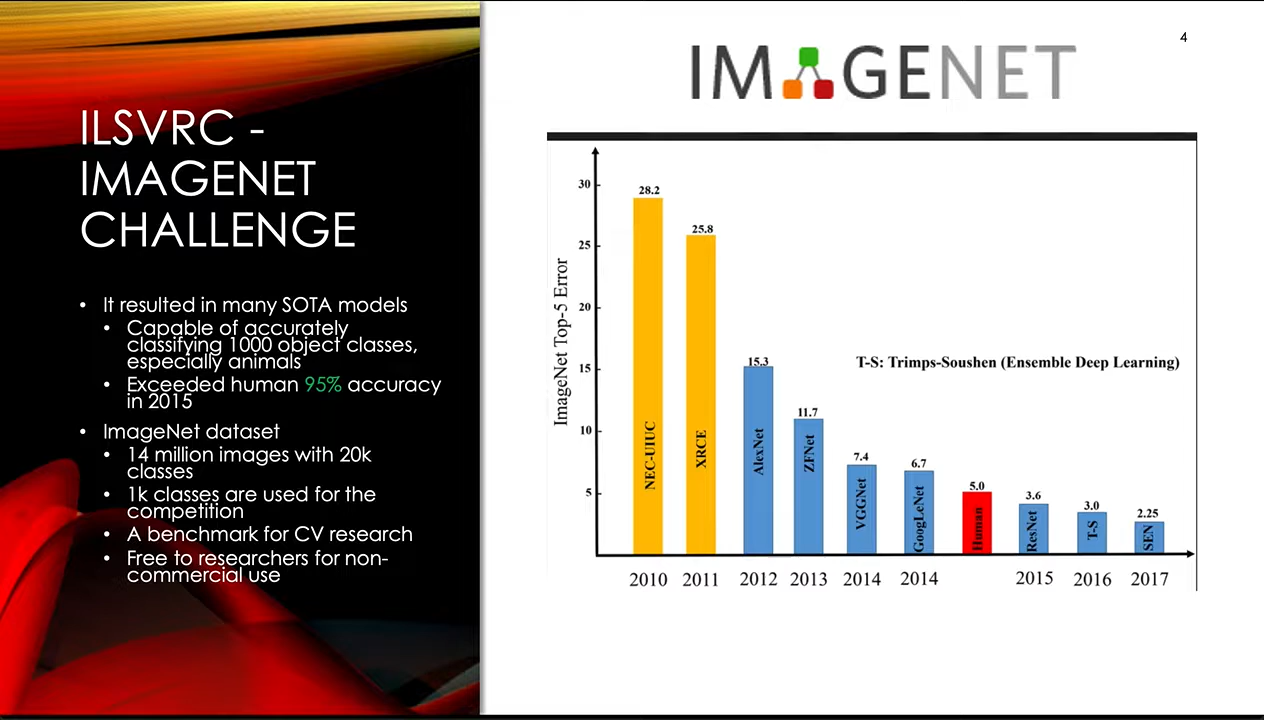 4
IMAGENET
ILSVRC -
IMAGENET
CHALLENGE
• It resulted in many SOTA models
• Capable of accurately
classifying 1000 object classes,
especially animals
• Exceeded human 95% accuracy
in 2015
• ImageNet dataset
• 14 million images with 20k
classes
• 1k classes are used for the
competition
• A benchmark for CV research
• Free to researchers for non-
commercial use
ImageNet Top-5 Error
30
25
20
15
10
5
28.2
25.8
15.3
11.7
7.4
6.7
5.0
3.6
3.0
2.25
T-S: Trimps-Soushen (Ensemble Deep Learning)
NEC-UIUC
XRCE
AlexNet
ZFNet
VGGNet
GoogLeNet
Human
ResNet
T-S
SEN
2010 2011 2012 2013 2014 2014 2015 2016 2017